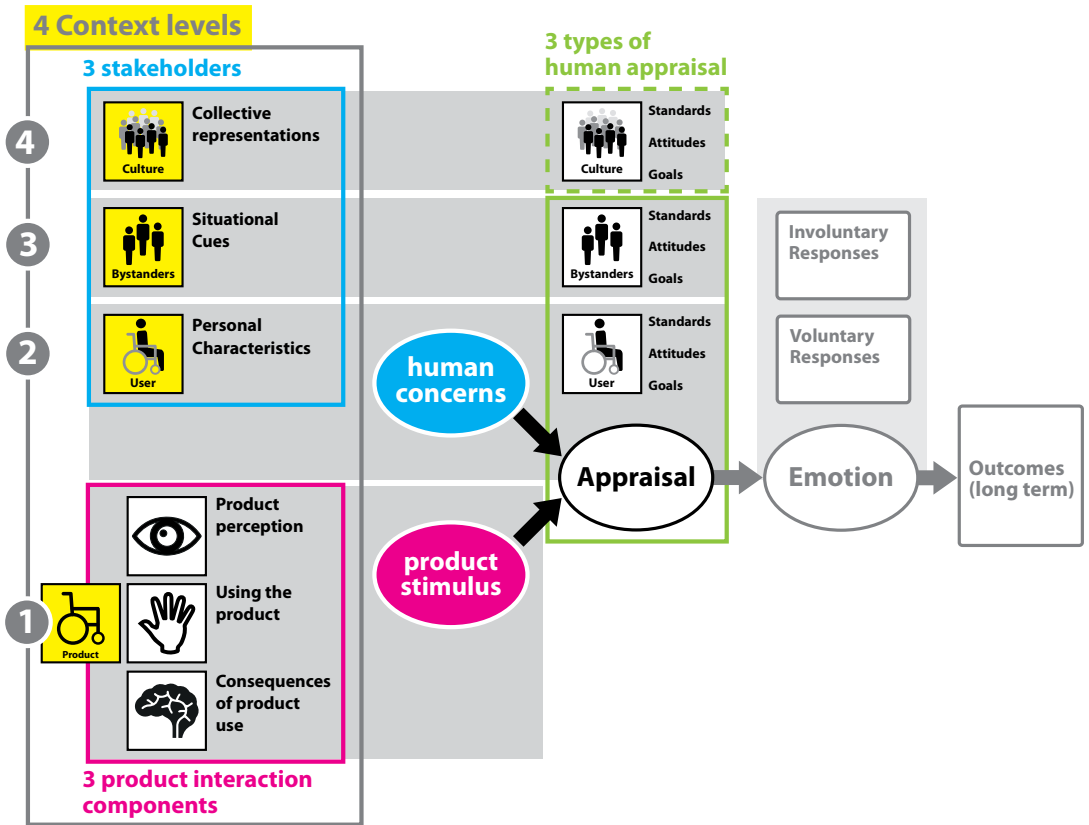 4 Context levels
3 stakeholders
3 types of
human appraisal
4
Culture
Collective
representations
Culture
Standards
Attitudes
Goals
3
Bystanders
Situational
Cues
Bystanders
Standards
Attitudes
Goals
Involuntary
Responses
2
User
Personal
Characteristics
human
concerns
User
Standards
Attitudes
Goals
Voluntary
Responses
Appraisal
Emotion
Outcomes
(long term)
Product
perception
product
stimulus
1
Product
Using the
product
Consequences
of product
use
3 product interaction
components